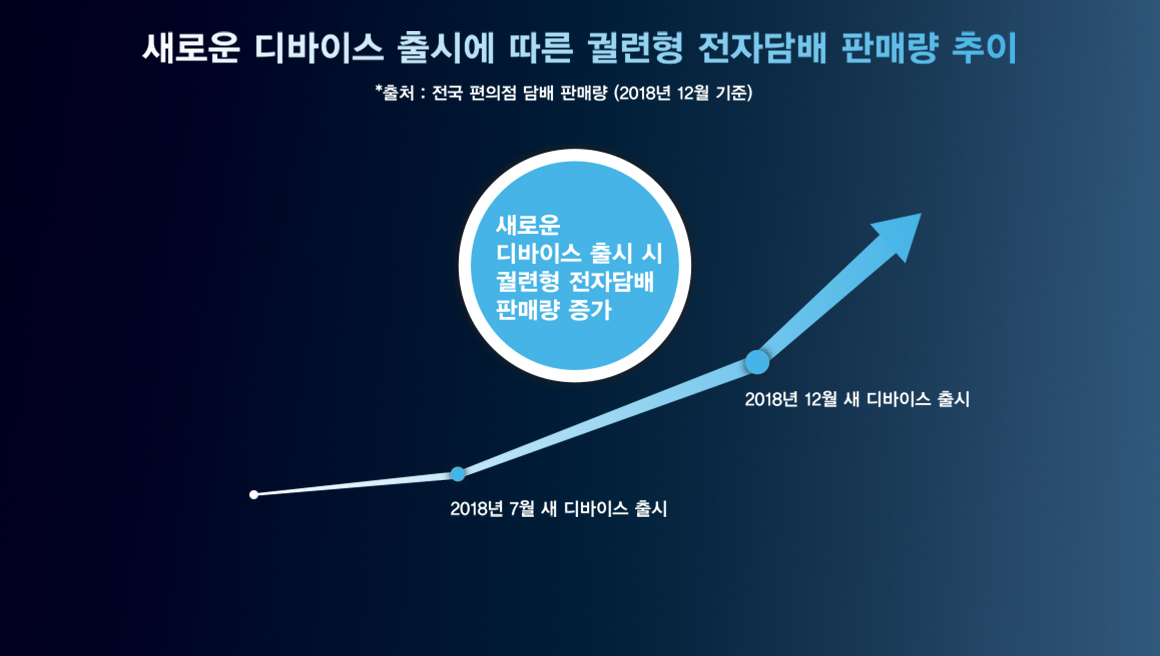 새로운 디바이스 출시에 따른 궐련형 전자담배 판매량 추이
*출처 : 전국 편의점 담배 판매량 (2018년 12월 기준)
새로운
디바이스 출시 시
궐련형 전자담배
판매량 증가
2018년 12월 새 디바이스 출시
2018년 7월 새 디바이스 출시